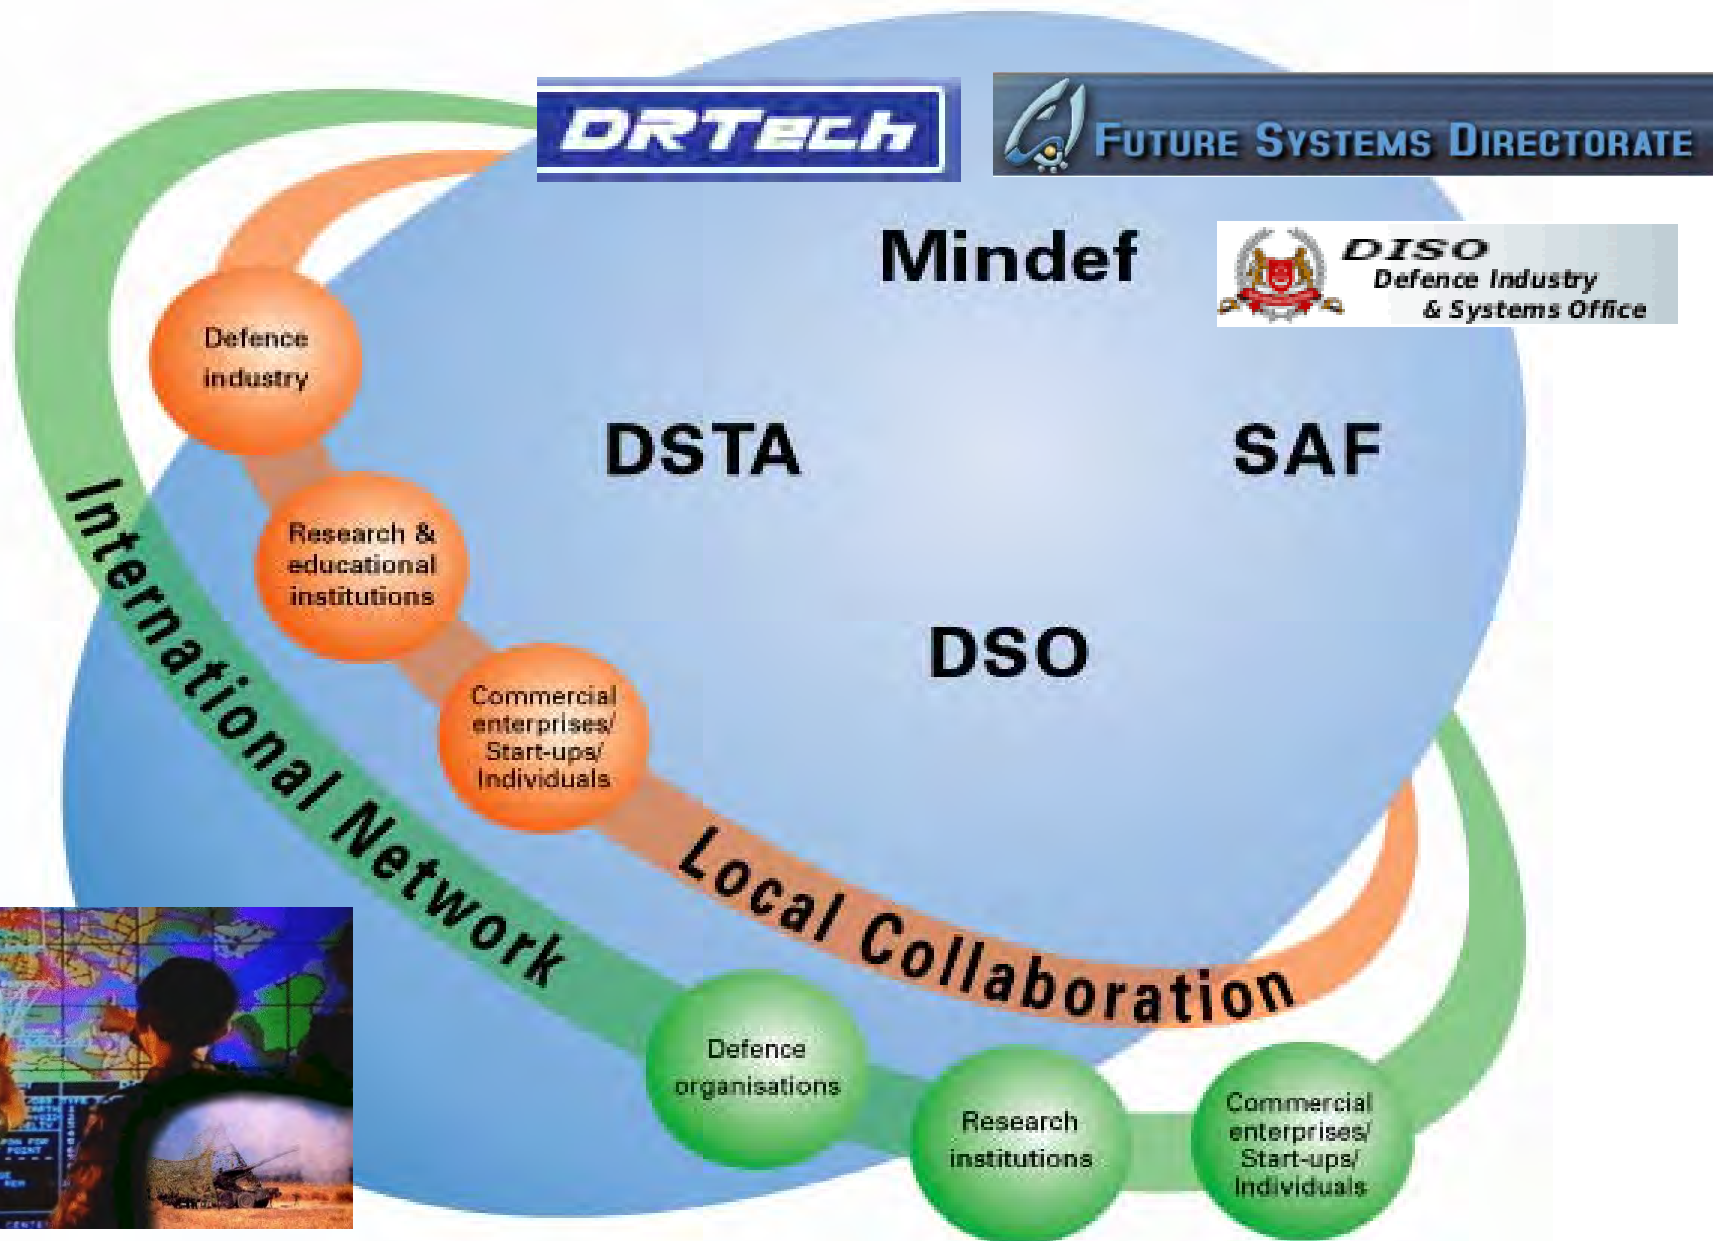 DRTech
FUTURE SYSTEMS DIRECTORATE
Mindef
DISO
Defence Industry
& Systems Office
Defence
industry
DSTA
SAF
Research &
educational
institutions
DSO
Commercial
enterprises/
Start-ups/
Individuals
International Network
Local Collaboration
Defence
organisations
Research
institutions
Commercial
enterprises/
Start-ups/
Individuals
POINT